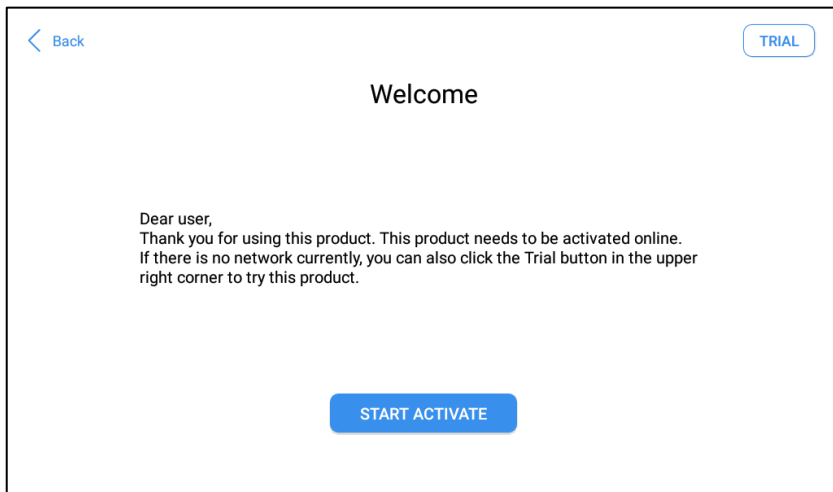 Back
TRIAL
Welcome
Dear user,
Thank you for using this product. This product needs to be activated online.
If there is no network currently, you can also click the Trial button in the upper
right corner to try this product.
START ACTIVATE